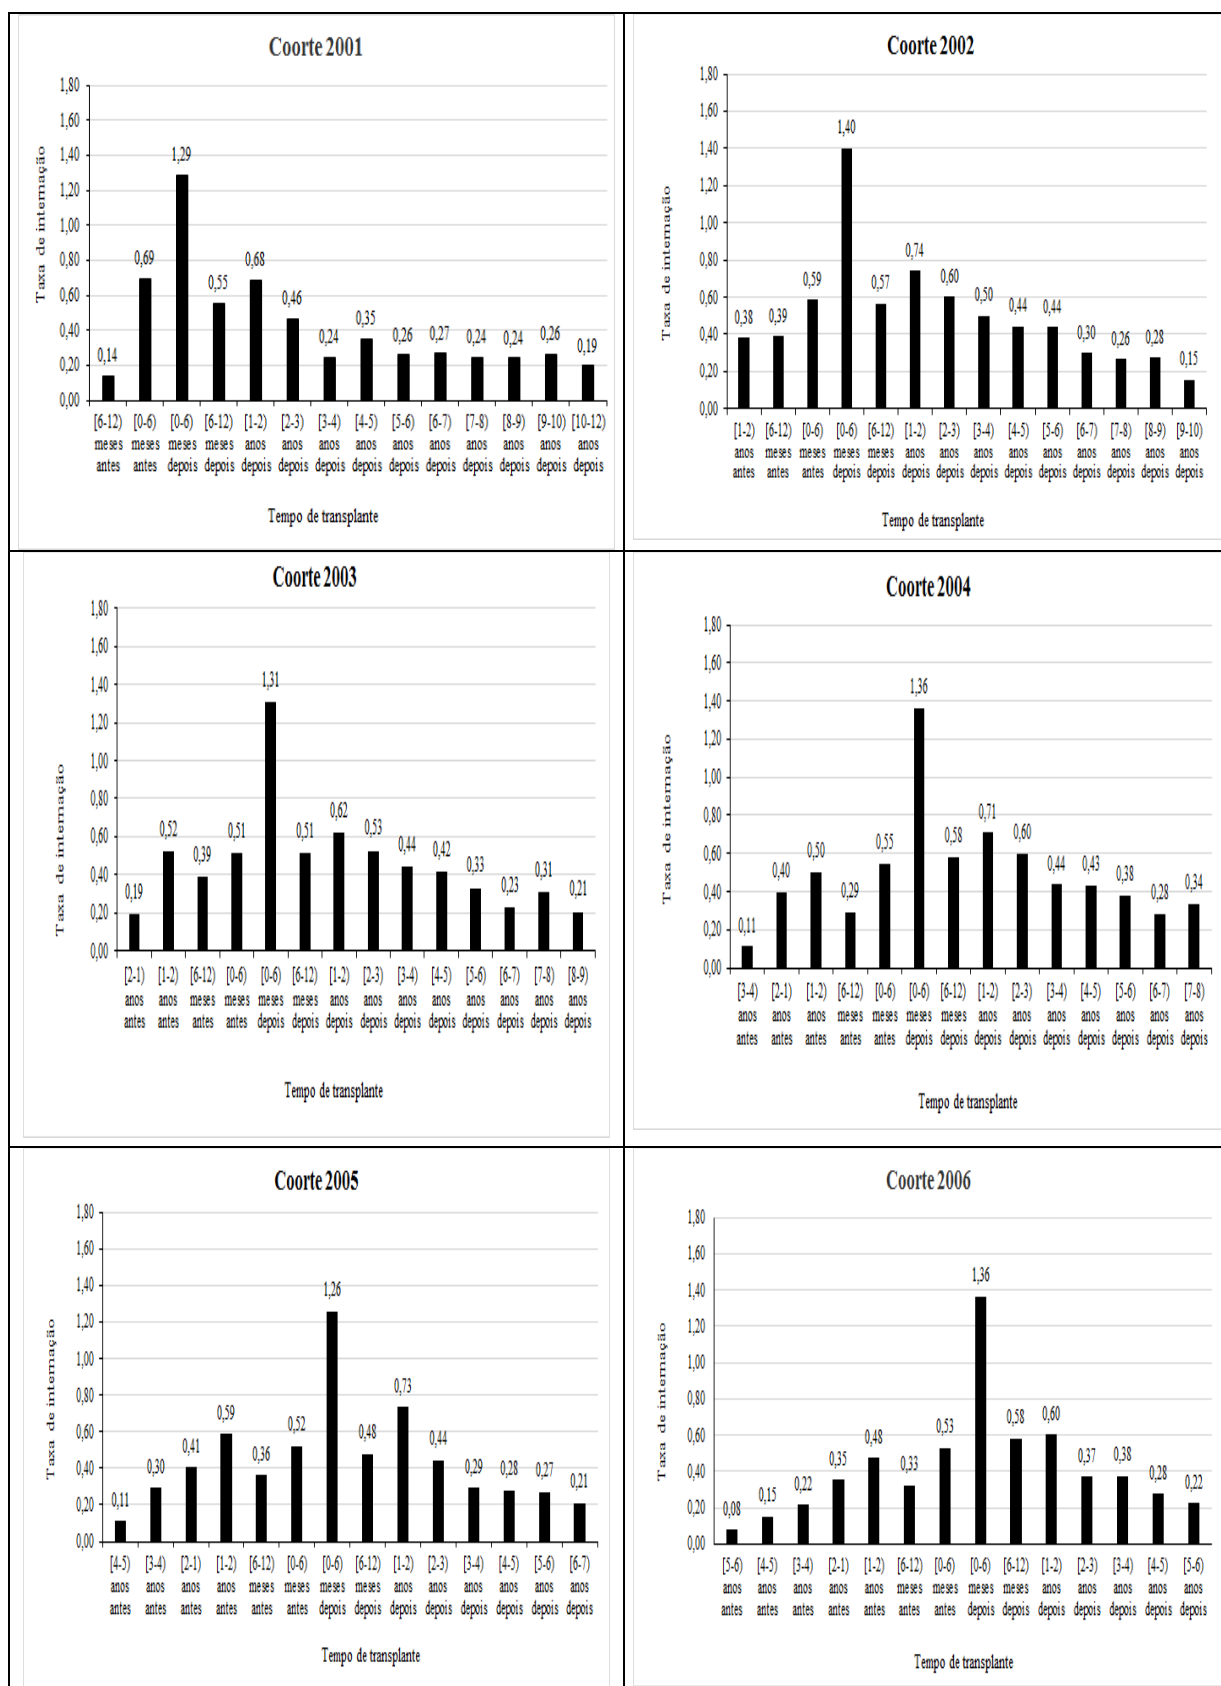 Coorte 2001
Taxa de internação
1,80
1,60
1,40
1,20
1,00
0,80
0,60
0,40
0,20
0,00
0,14 0,69 1,29 0,55 0,68 0,46 0,24 0,35 0,26 0,27 0,24 0,24 0,26 0,19
[6-12) [0-6) [0-6) [6-12) [1-2) [2-3) [3-4) [4-5) [5-6) [6-7) [7-8) [8-9) [9-10) [10-12)
meses meses meses meses anos anos anos anos anos anos anos anos anos anos
antes antes depois depois depois depois depois depois depois depois depois depois depois depois
Tempo de transplante
Coorte 2002
Taxa de internação
1,80
1,60
1,40
1,20
1,00
0,80
0,60
0,40
0,20
0,00
0,38 0,39 0,59 1,40 0,57 0,74 0,60 0,50 0,44 0,44 0,30 0,26 0,28 0,15
[1-2) [6-12) [0-6) [0-6) [6-12) [1-2) [2-3) [3-4) [4-5) [5-6) [6-7) [7-8) [8-9) [9-10)
anos meses meses meses meses anos anos anos anos anos anos anos anos anos
antes antes antes depois depois depois depois depois depois depois depois depois depois depois
Tempo de transplante
Coorte 2003
Taxa de internação
1,80
1,60
1,40
1,20
1,00
0,80
0,60
0,40
0,20
0,00
0,19 0,52 0,39 0,51 1,31 0,51 0,62 0,53 0,44 0,42 0,33 0,23 0,31 0,21
[2-1) [1-2) [6-12) [0-6) [0-6) [6-12) [1-2) [2-3) [3-4) [4-5) [5-6) [6-7) [7-8) [8-9)
anos anos meses meses meses meses anos anos anos anos anos anos anos anos
antes antes antes antes depois depois depois depois depois depois depois depois depois depois
Tempo de transplante
Coorte 2004
Taxa de internação
1,80
1,60
1,40
1,20
1,00
0,80
0,60
0,40
0,20
0,00
0,11 0,40 0,50 0,29 0,55 1,36 0,58 0,71 0,60 0,44 0,43 0,38 0,28 0,34
[3-4) [2-1) [1-2) [6-12) [0-6) [0-6) [6-12) [1-2) [2-3) [3-4) [4-5) [5-6) [6-7) [7-8)
anos anos anos meses meses meses meses anos anos anos anos anos anos anos
antes antes antes antes antes depois depois depois depois depois depois depois depois depois
Tempo de transplante
Coorte 2005
Taxa de internação
1,80
1,60
1,40
1,20
1,00
0,80
0,60
0,40
0,20
0,00
0,11 0,30 0,41 0,59 0,36 0,52 1,26 0,48 0,73 0,44 0,29 0,28 0,27 0,21
[4-5) [3-4) [2-1) [1-2) [6-12) [0-6) [0-6) [6-12) [1-2) [2-3) [3-4) [4-5) [5-6) [6-7)
anos anos anos anos meses meses meses meses anos anos anos anos anos anos
antes antes antes antes antes antes depois depois depois depois depois depois depois depois
Tempo de transplante
Coorte 2006
Taxa de internação
1,80
1,60
1,40
1,20
1,00
0,80
0,60
0,40
0,20
0,00
0,08 0,15 0,22 0,35 0,48 0,33 0,53 1,36 0,58 0,60 0,37 0,38 0,28 0,22
[5-6) [4-5) [3-4) [2-1) [1-2) [6-12) [0-6) [0-6) [6-12) [1-2) [2-3) [3-4) [4-5) [5-6)
anos anos anos anos anos meses meses meses meses anos anos anos anos anos
antes antes antes antes antes antes antes depois depois depois depois depois depois depois
Tempo de transplante